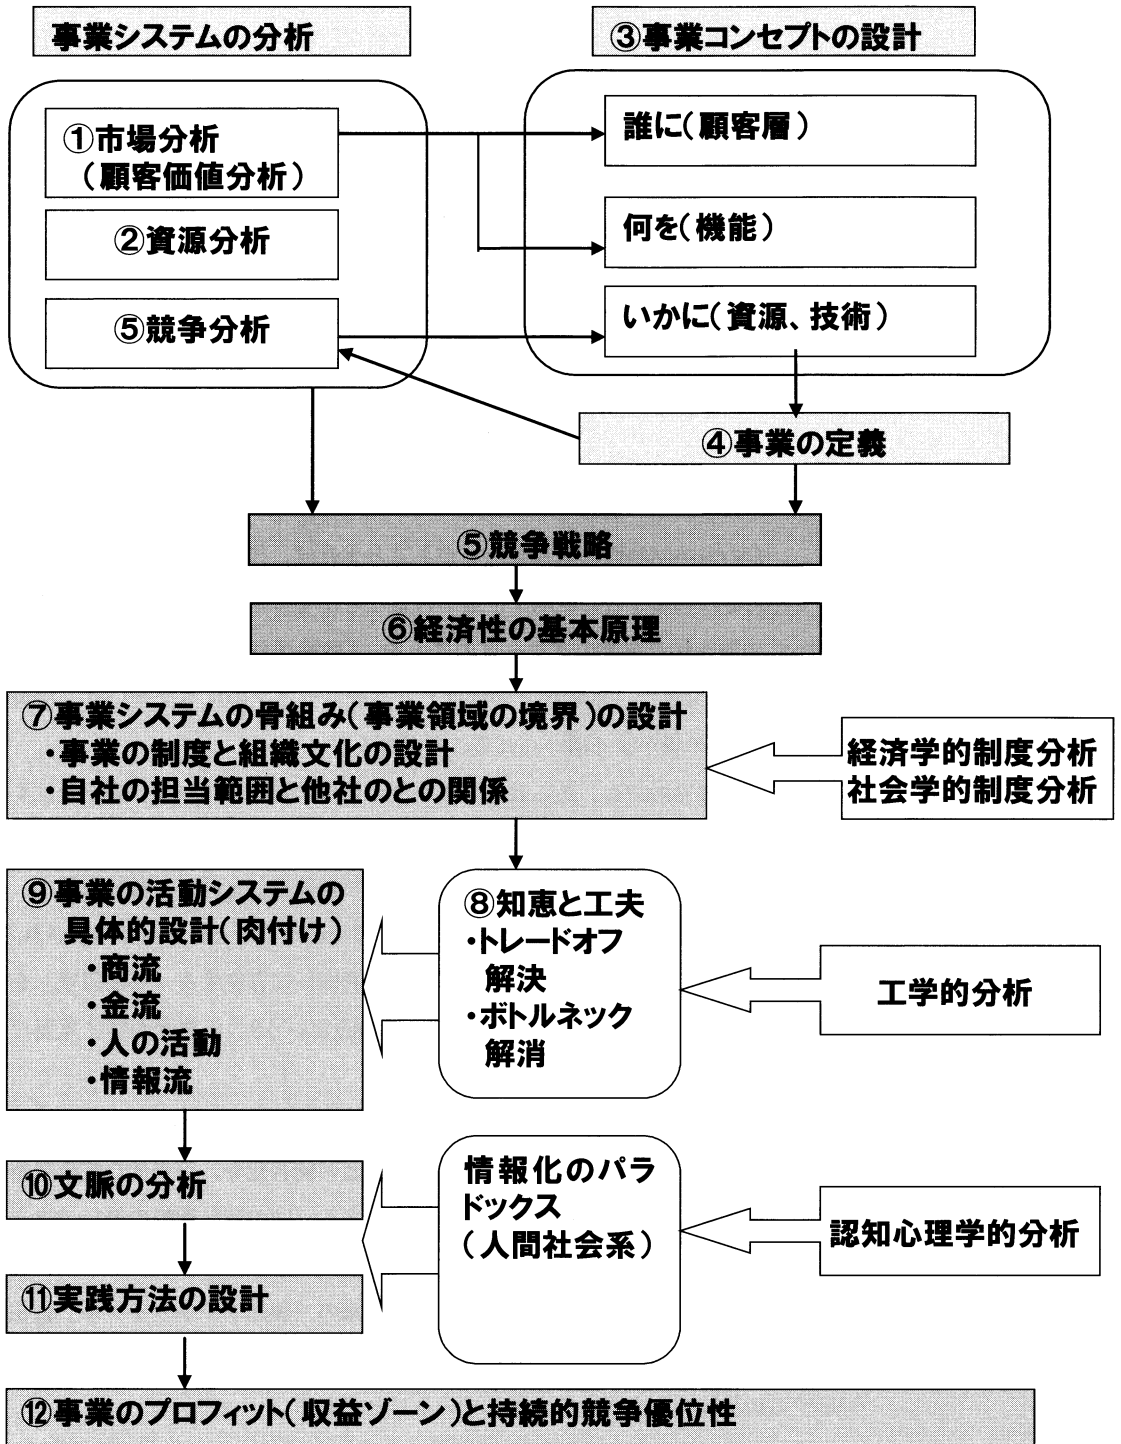 事業システムの分析
③事業コンセプトの設計
①市場分析
（顧客価値分析）
②資源分析
⑤競争分析
誰に（顧客層）
何を（機能）
いかに（資源、技術）
④事業の定義
⑤競争戦略
⑥経済性の基本原理
⑦事業システムの骨組み（事業領域の境界）の設計
・事業の制度と組織文化の設計
・自社の担当範囲と他社のとの関係
経済学的制度分析
社会学的制度分析
⑨事業の活動システムの
具体的設計（肉付け）
・商流
・金流
・人の活動
・情報流
⑧知恵と工夫
・トレードオフ
解決
・ボトルネック
解消
工学的分析
⑩文脈の分析
情報化のパラ
ドックス
（人間社会系）
認知心理学的分析
⑪実践方法の設計
⑫事業のプロフィット（収益ゾーン）と持続的競争優位性